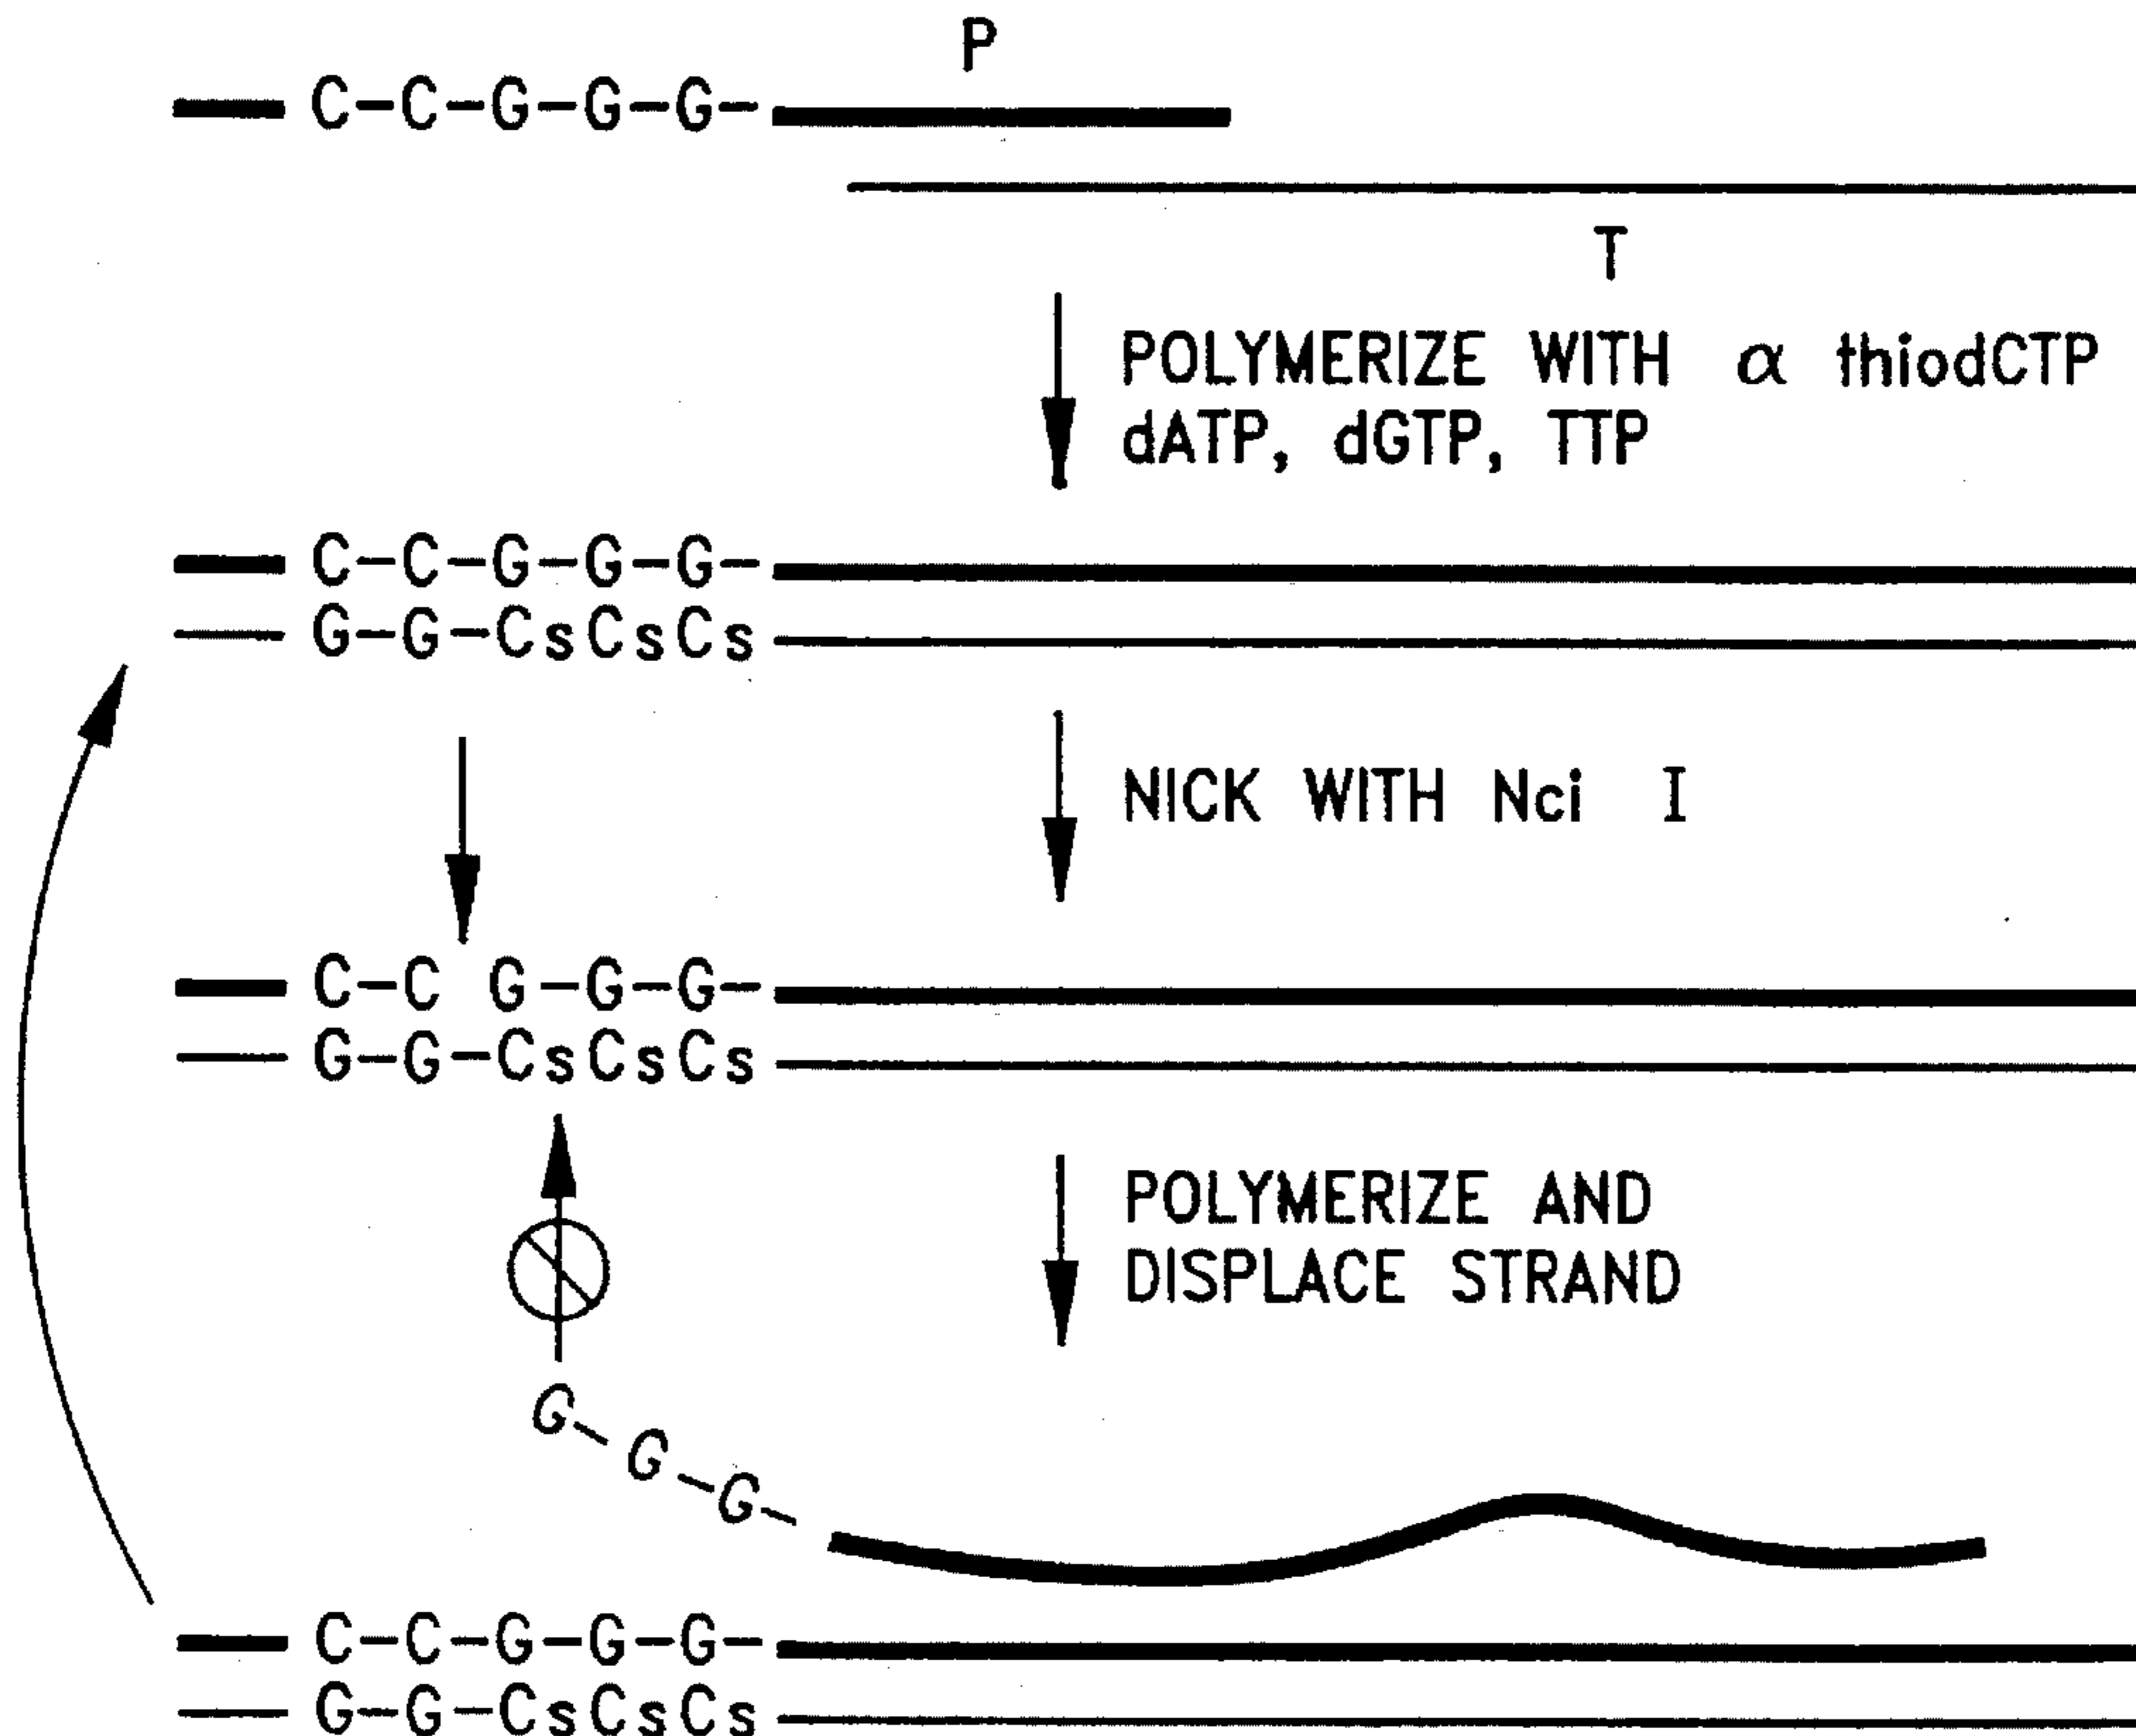 P
C-C-G-G-G-
T
POLYMERIZE WITH α thiodCTP
dATP, dGTP, TTP
C-C-G-G-G-
G-G-CsCsCs
NICK WITH Nci I
C-C G-G-G-
G-G-CsCsCs
POLYMERIZE AND
DISPLACE STRAND
G-G-G-
C-C-G-G-G-
G-G-CsCsCs